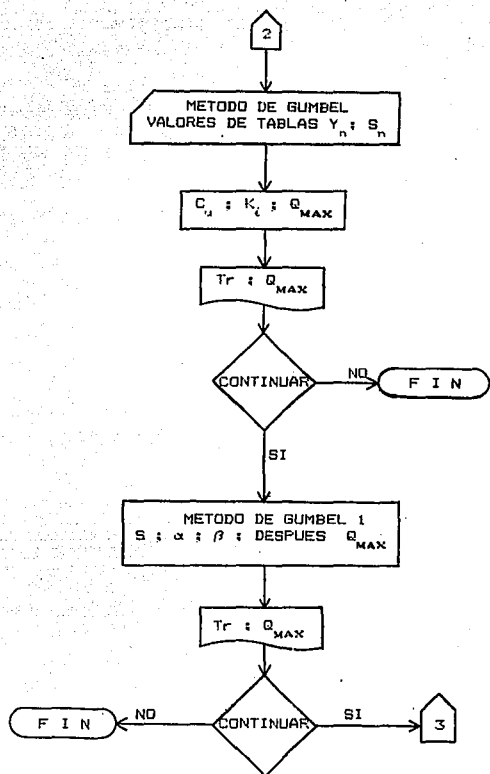 2
METODO DE GUMBEL
VALORES DE TABLAS Yn ; Sn
Cu ; Ki ; QMAX
Tr ; QMAX
CONTINUAR
NO
F I N
SI
METODO DE GUMBEL 1
S ; α ; β ; DESPUES QMAX
Tr ; QMAX
F I N
NO
CONTINUAR
SI
3